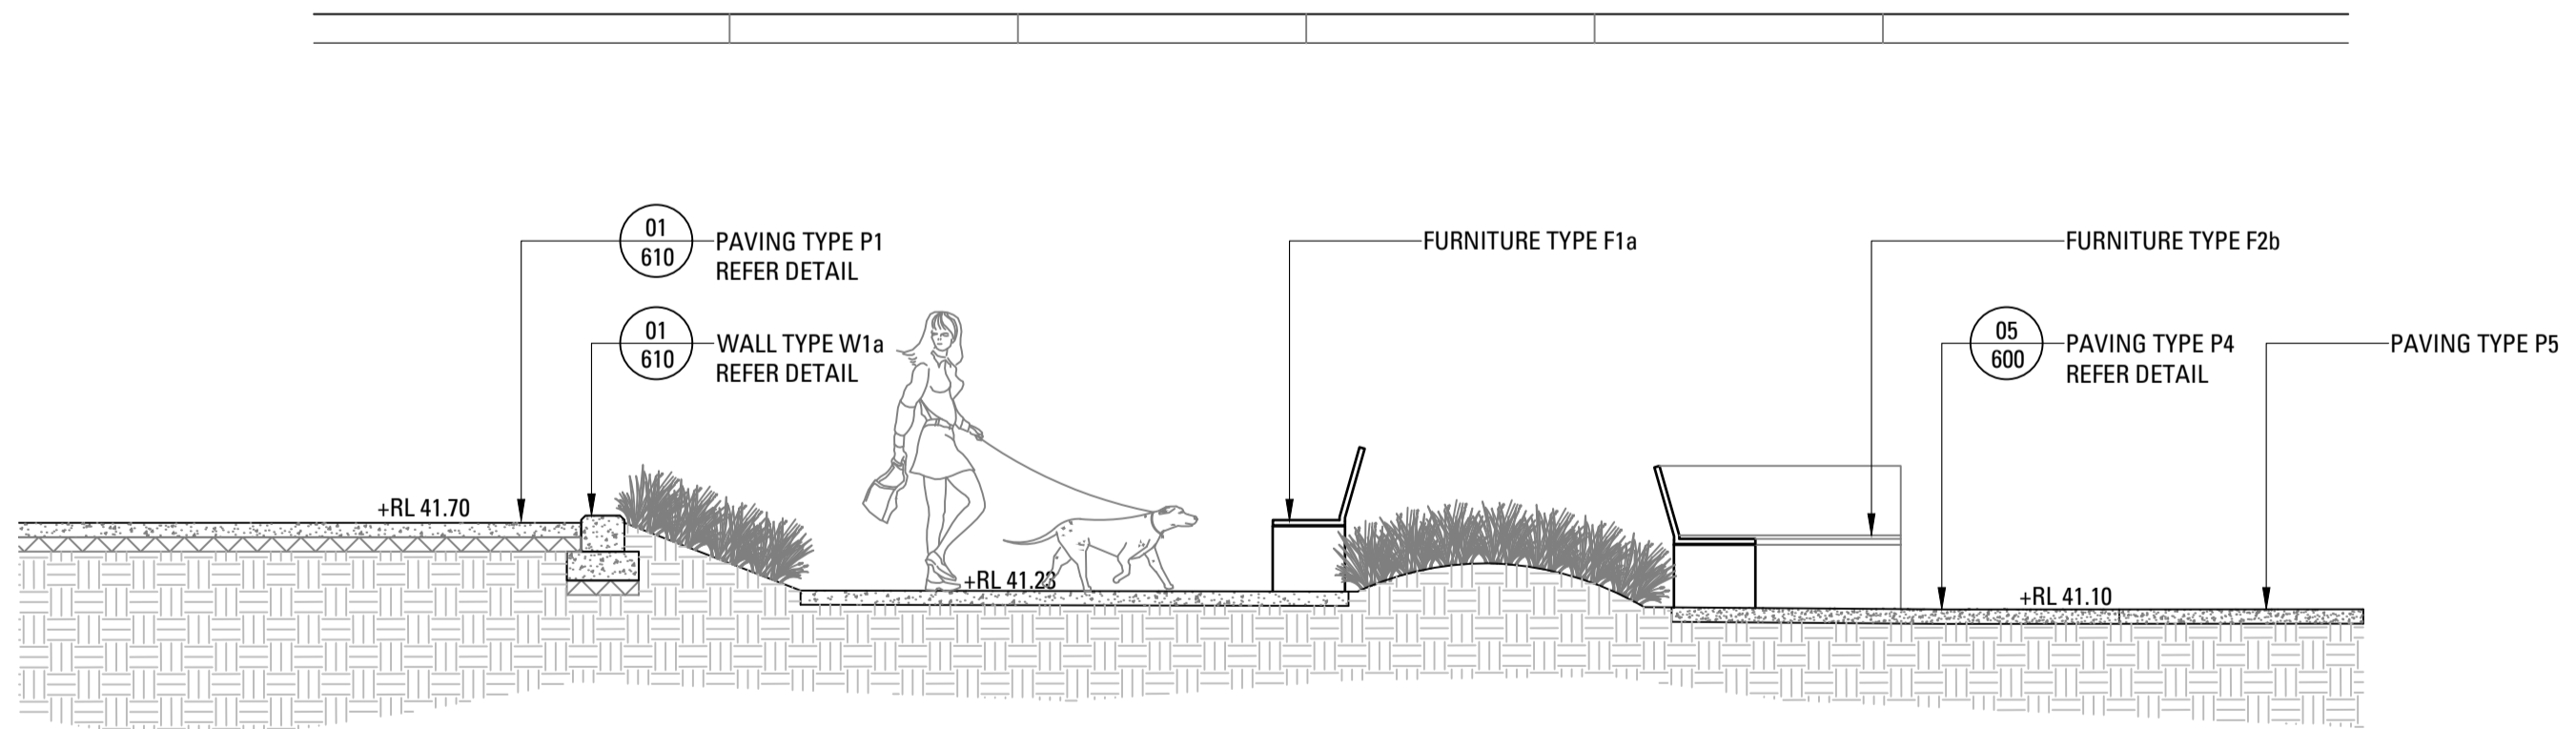 01
610
PAVING TYPE P1
REFER DETAIL
FURNITURE TYPE F1a
FURNITURE TYPE F2b
01
610
WALL TYPE W1a
REFER DETAIL
05
600
PAVING TYPE P4
REFER DETAIL
PAVING TYPE P5
+RL 41.70
+RL 41.23
+RL 41.10